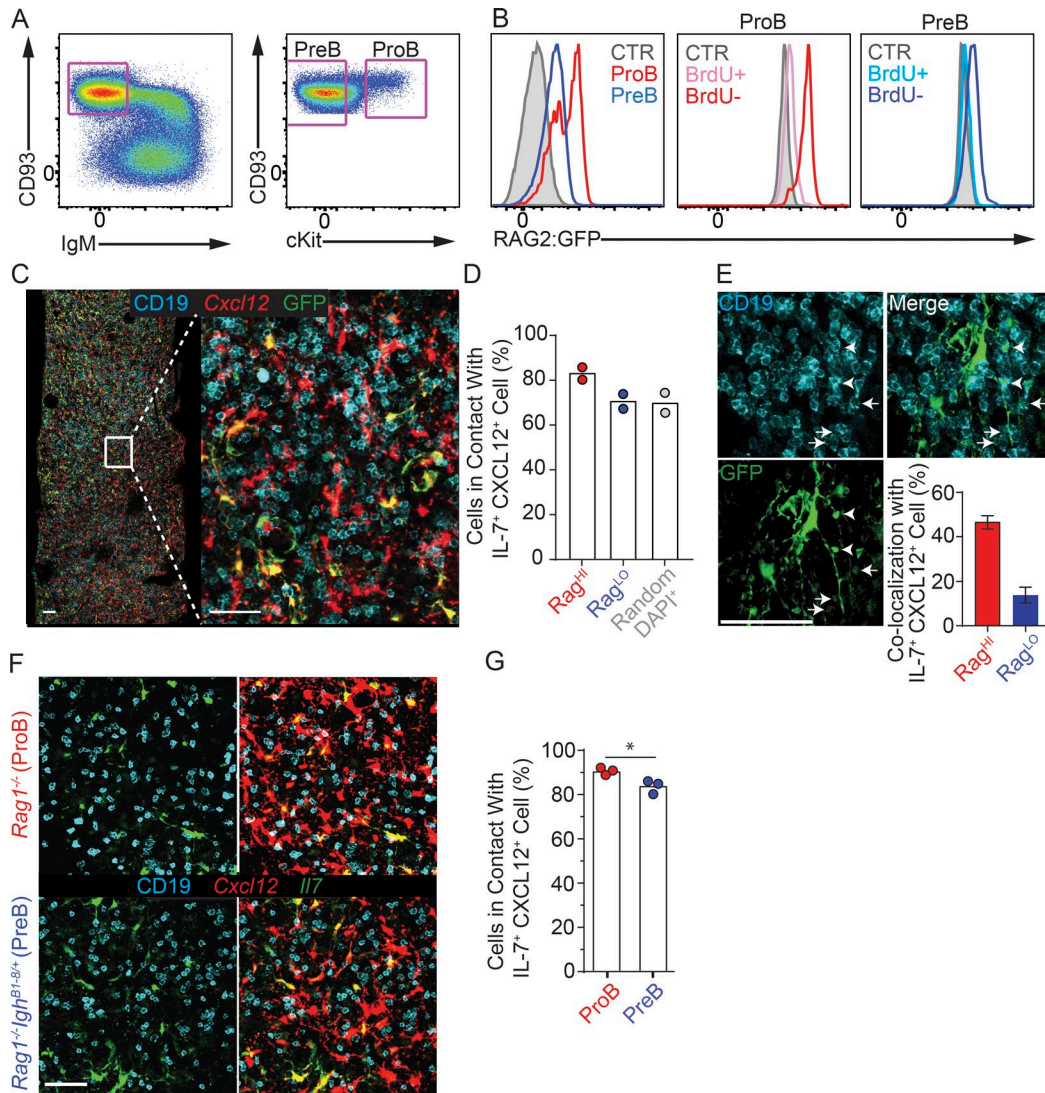 A
CD93
0
0
IgM
PreB
ProB
CD93
0
0
cKit
B
CTR
ProB
PreB
0
ProB
CTR
BrdU+
BrdU-
0
PreB
CTR
BrdU+
BrdU-
0
RAG2:GFP
C
CD19 Cxcl12 GFP
D
Cells in Contact With
IL-7+ CXCL12+ Cell (%)
100
80
60
40
20
0
RagHI
RagLO
Random
DAPI+
E
CD19
Merge
GFP
Co-localization with
IL-7+ CXCL12+ Cell (%)
60
40
20
0
RagHI
RagLO
F
Rag1-/- (ProB)
Rag1-/-IghB1-8/+ (PreB)
CD19 Cxcl12 Il7
G
Cells in Contact With
IL-7+ CXCL12+ Cell (%)
100
80
60
40
20
0
*
ProB
PreB